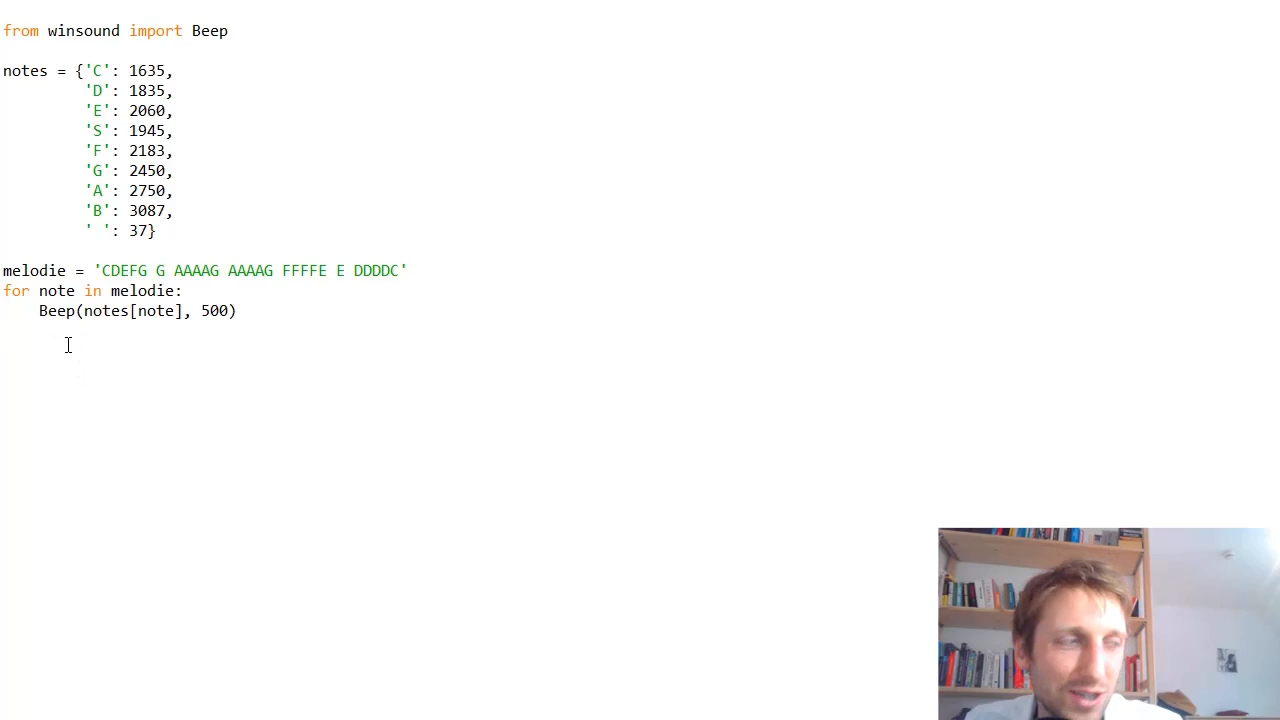 from winsound import Beep
notes = {'C': 1635,
'D': 1835,
'E': 2060,
'S': 1945,
'F': 2183,
'G': 2450,
'A': 2750,
'B': 3087,
' ': 37}
melodie = 'CDEFG G AAAAG AAAAG FFFFE E DDDDC'
for note in melodie:
Beep(notes[note], 500)